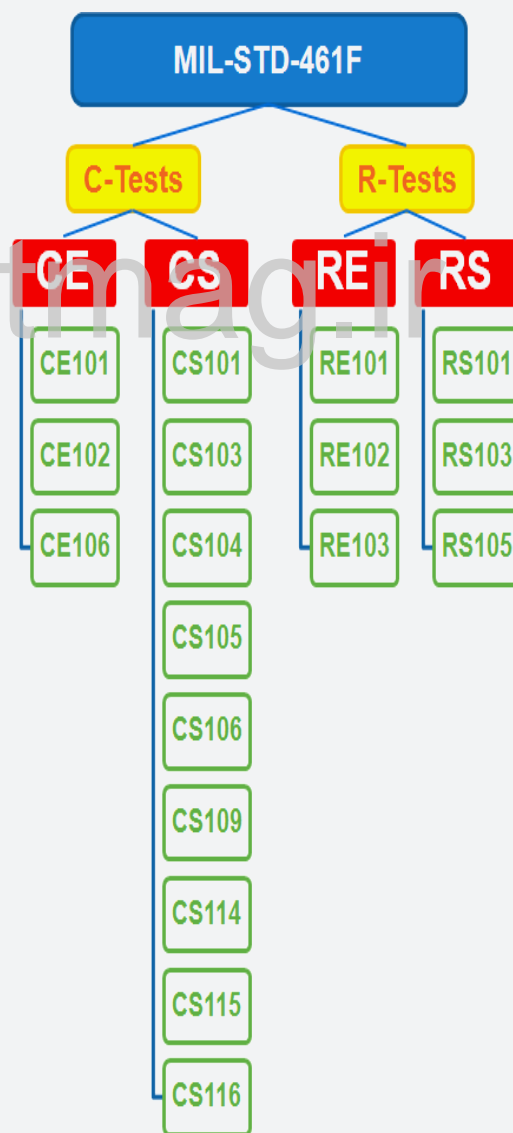 MIL-STD-461F
C-Tests
R-Tests
CE
CS
RE
RS
tmag.ir
CE101
CS101
RE101
RS101
CE102
CS103
RE102
RS103
CE106
CS104
RE103
RS105
CS105
CS106
CS109
CS114
CS115
CS116